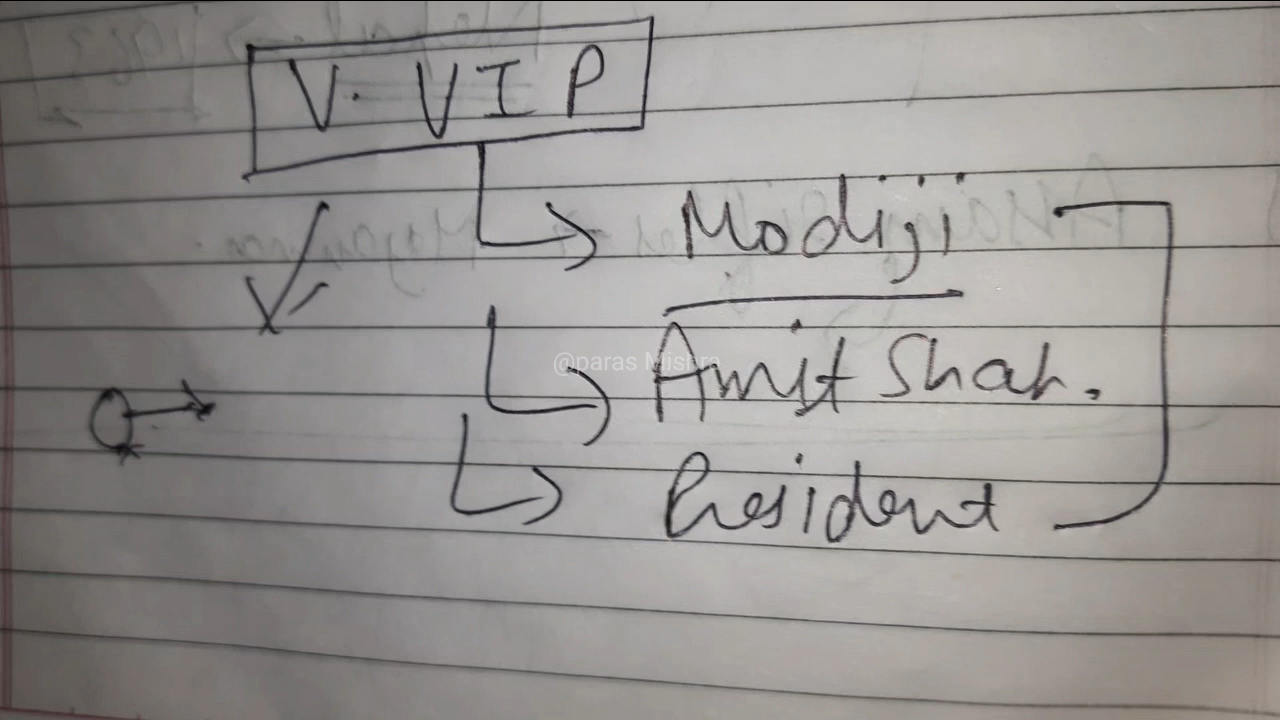 V. VIP
Modiji
@paras Mishra
Amit Shah.
President